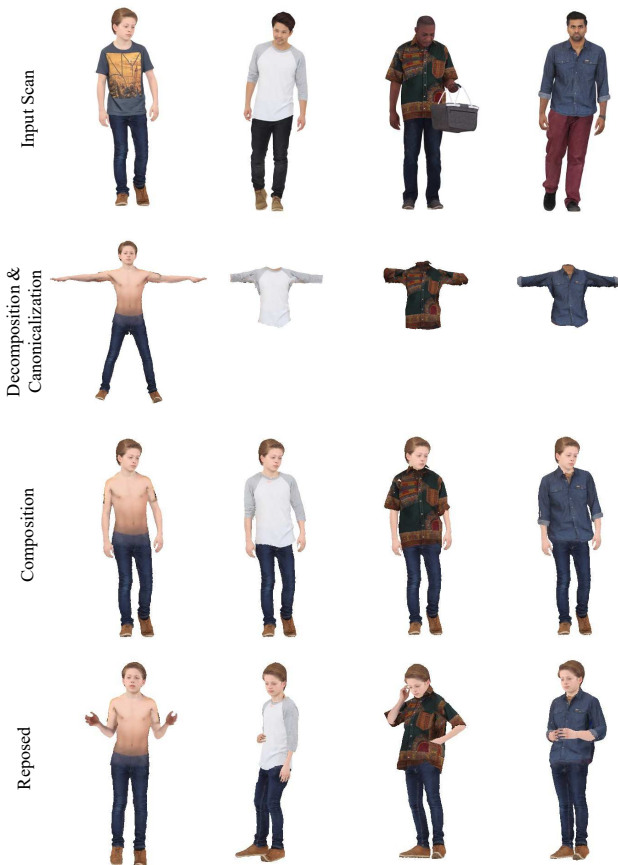 Input Scan
Decomposition &
Canonicalization
Composition
Reposed